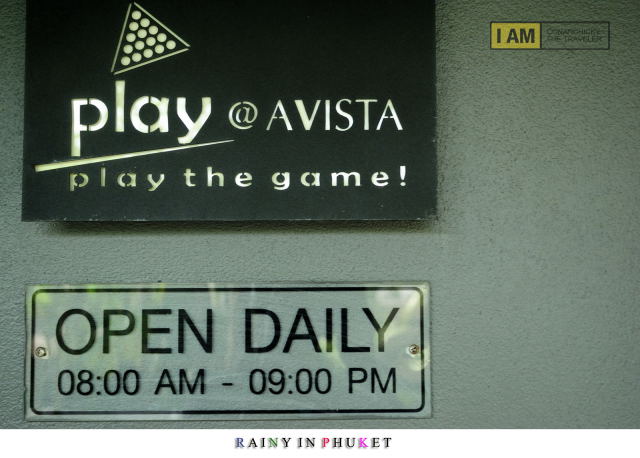 I AM
play @ AVISTA
play the game!
OPEN DAILY
08:00 AM - 09:00 PM
RAINY IN PHUKET